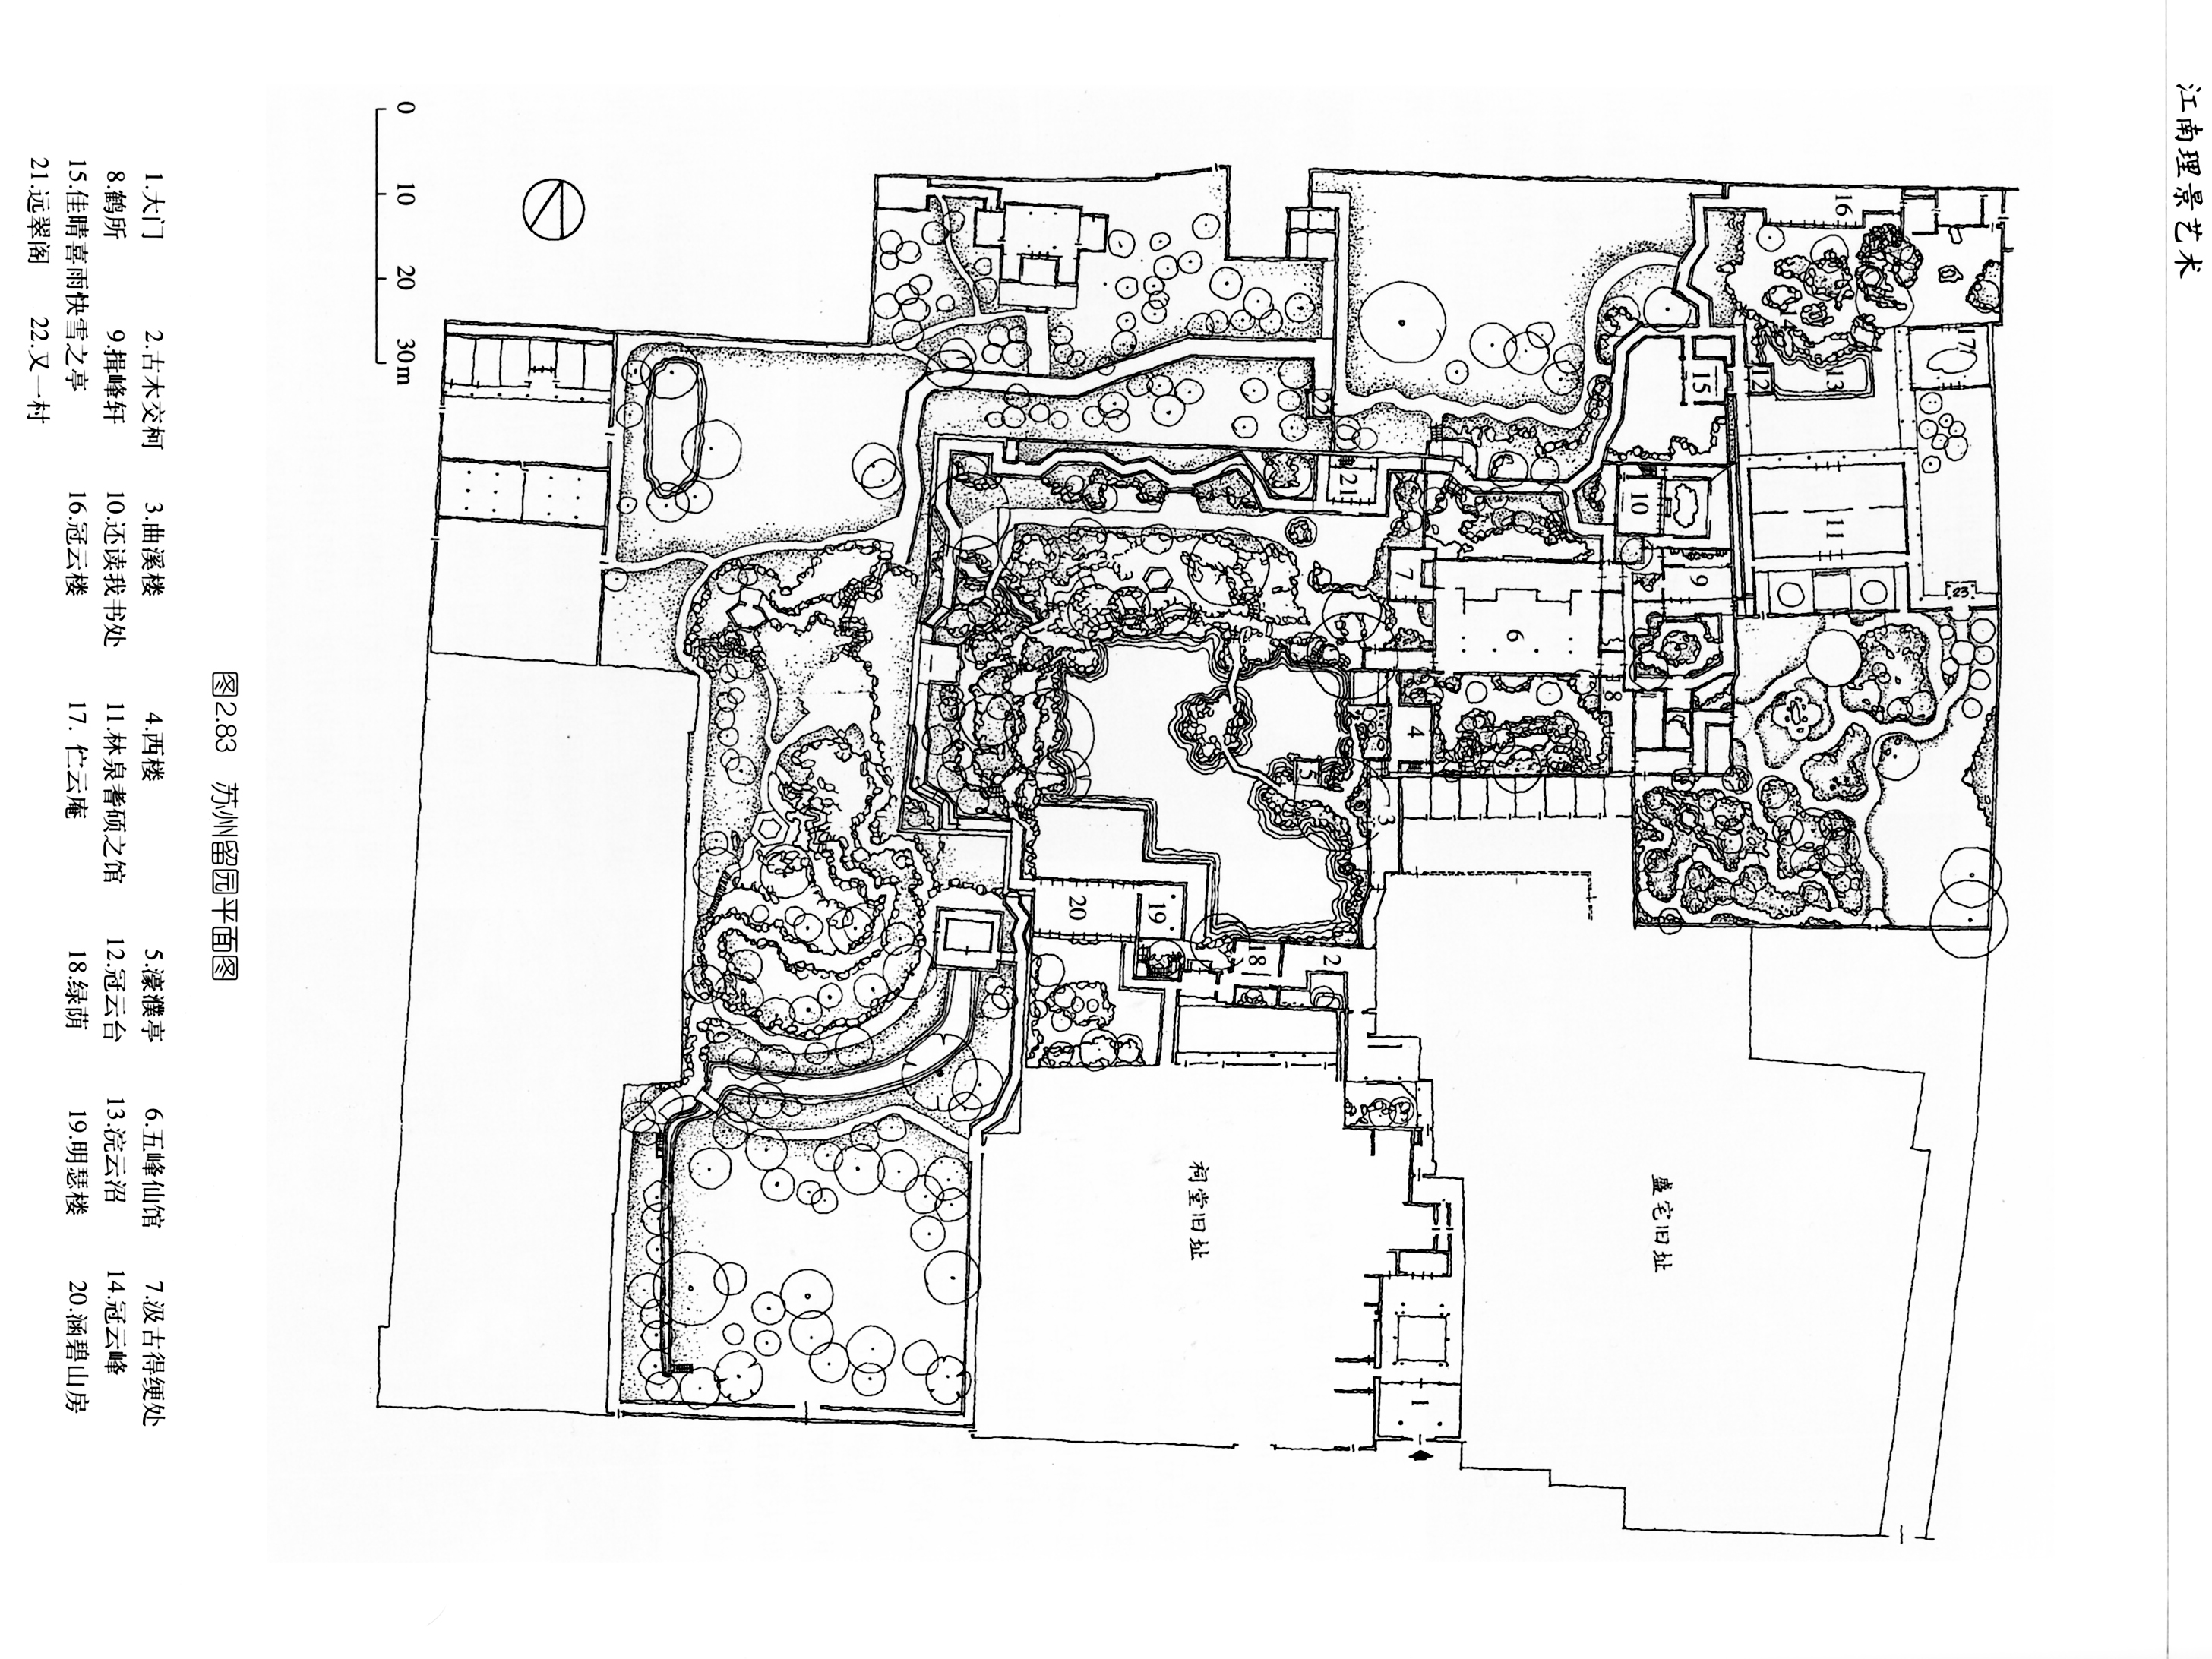 江南理景艺术
17
23
16
13
11
12
15
9
盛宅旧址
10
8
6
1
4
7
3
21
2
22
5
18
祠堂旧址
19
20
0 10 20 30m
图2.83 苏州留园平面图
1.大门 2.古木交柯 3.曲溪楼 4.西楼 5.濠濮亭 6.五峰仙馆 7.汲古得绠处
8.鹤所 9.揖峰轩 10.还读我书处 11.林泉耆硕之馆 12.冠云台 13.浣云沼 14.冠云峰
15.佳晴喜雨快雪之亭 16.冠云楼 17. 伫云庵 18.绿荫 19.明瑟楼 20.涵碧山房
21.远翠阁 22.又一村